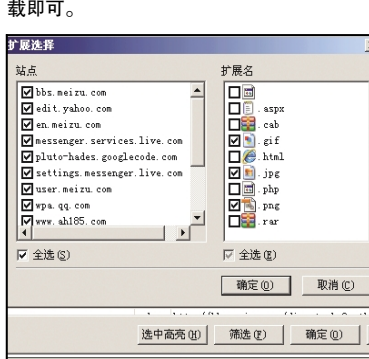 载即可。
扩展选择
站点
bbs.meizu.com
edit.yahoo.com
en.meizu.com
messenger.services.live.com
pluto-hades.googlecode.com
settings.messenger.live.com
user.meizu.com
wpa.qq.com
www.ah185.com
全选(S)
扩展名
.aspx
.cab
.gif
.html
.jpg
.php
.png
.rar
全选(E)
确定(O)
取消(C)
选中高亮(H)
筛选(F)
确定(O)